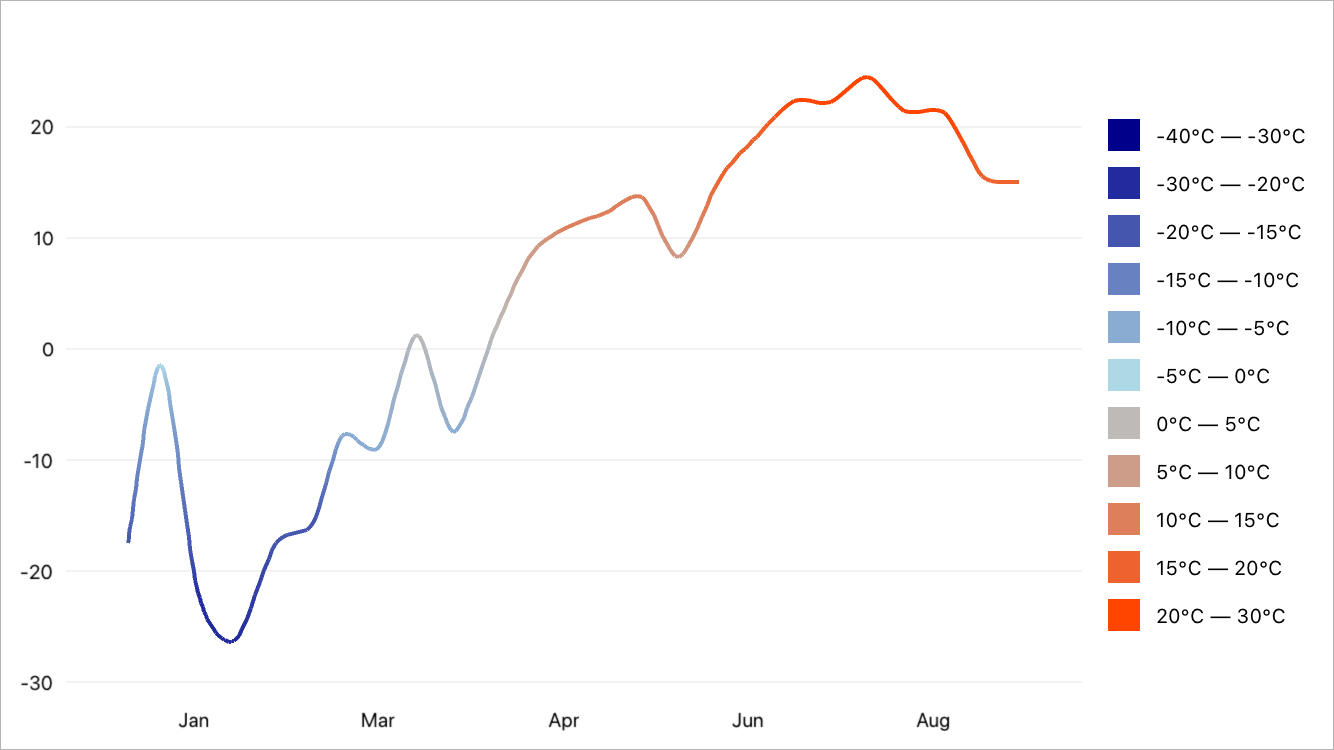 20
10
0
-10
-20
-30
Jan Mar Apr Jun Aug
-40°C — -30°C
-30°C — -20°C
-20°C — -15°C
-15°C — -10°C
-10°C — -5°C
-5°C — 0°C
0°C — 5°C
5°C — 10°C
10°C — 15°C
15°C — 20°C
20°C — 30°C